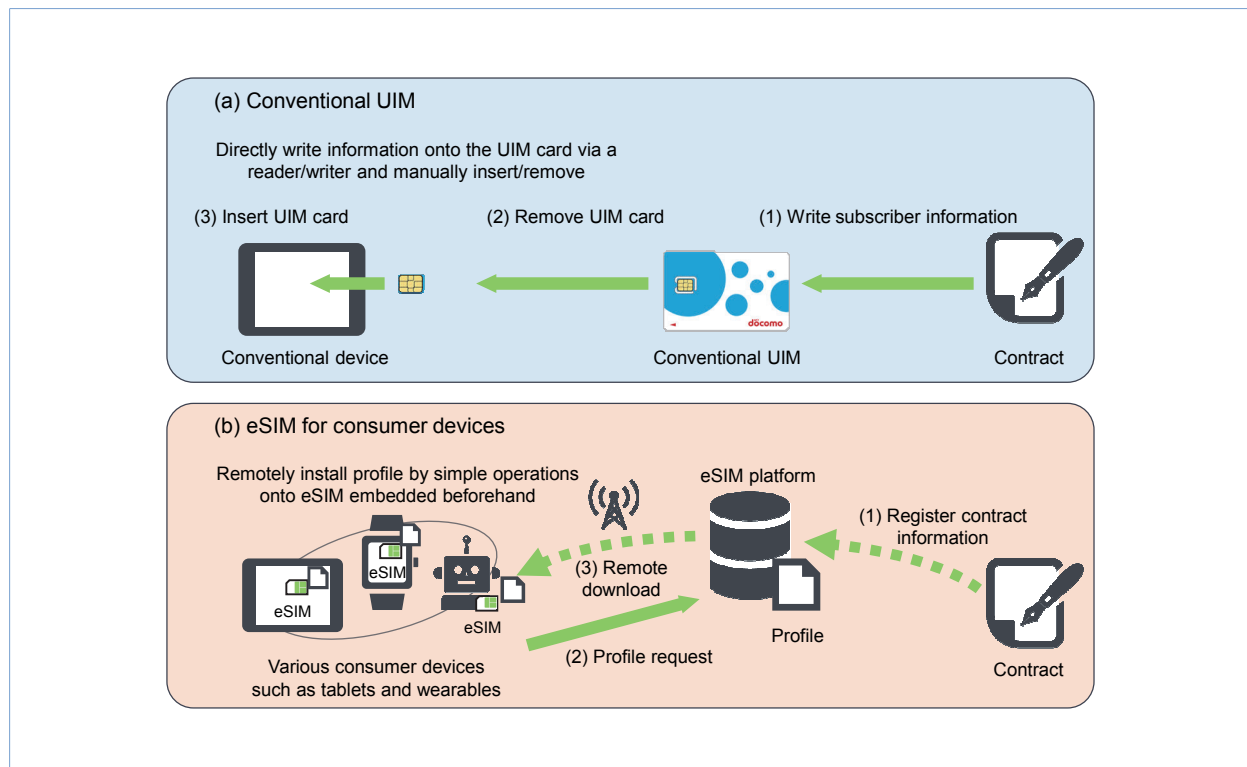 (a) Conventional UIM
Directly write information onto the UIM card via a
reader/writer and manually insert/remove
(3) Insert UIM card
(2) Remove UIM card
(1) Write subscriber information
döcomo
Conventional device
Conventional UIM
Contract
(b) eSIM for consumer devices
Remotely install profile by simple operations
onto eSIM embedded beforehand
eSIM platform
(1) Register contract
information
eSIM
eSIM
eSIM
(3) Remote
download
(2) Profile request
Profile
Various consumer devices
such as tablets and wearables
Contract